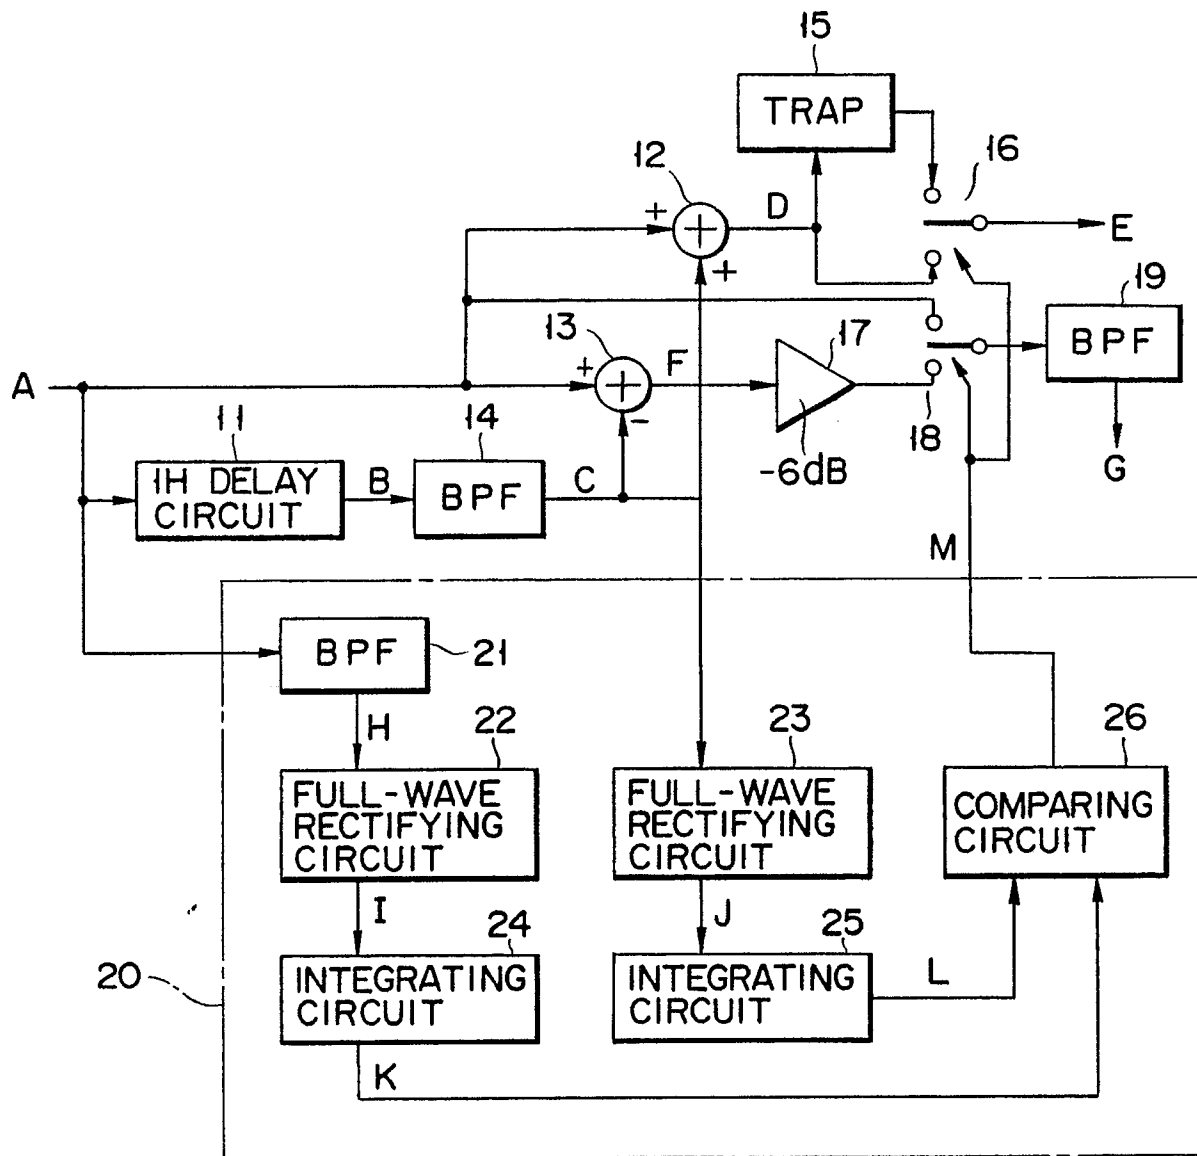 15
TRAP
12
16
+
D
+
E
19
BPF
13
17
+
F
A
-
18
G
11
14
-6dB
1H DELAY
CIRCUIT
B
BPF
C
M
BPF
21
H
22
23
26
FULL-WAVE
RECTIFYING
CIRCUIT
FULL-WAVE
RECTIFYING
CIRCUIT
COMPARING
CIRCUIT
I
J
24
25
20
INTEGRATING
CIRCUIT
INTEGRATING
CIRCUIT
L
K